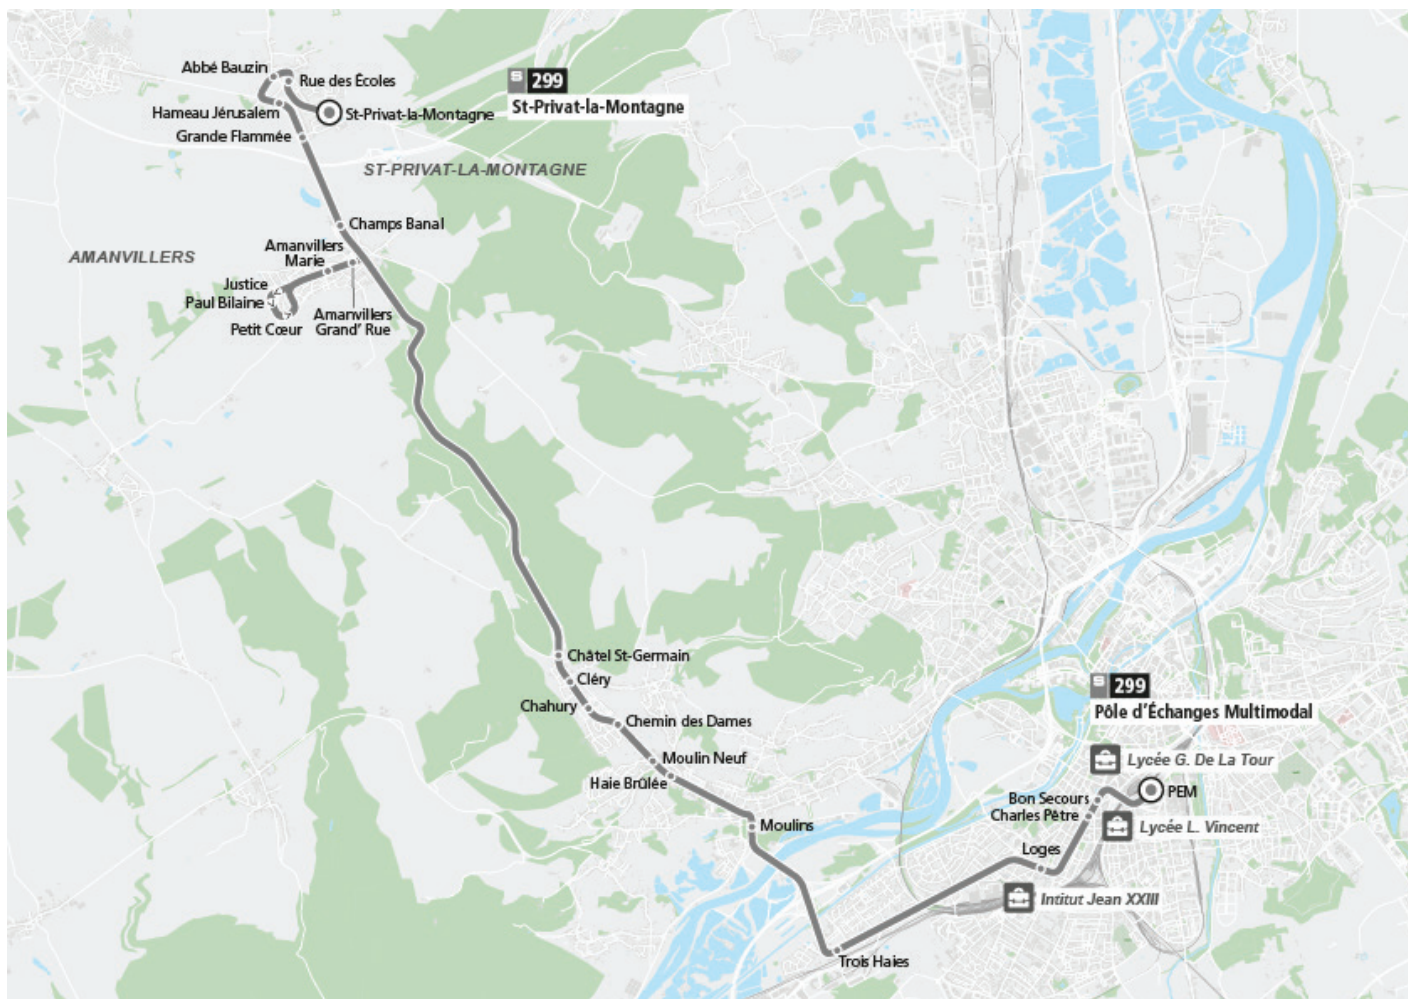 Abbé Bauzin
Rue des Écoles
S 299
St-Privat-la-Montagne
Hameau Jérusalem
St-Privat-la-Montagne
Grande Flammée
ST-PRIVAT-LA-MONTAGNE
Champs Banal
AMANVILLERS
Amanvillers
Marie
Justice
Paul Bilaine
Petit Cœur
Amanvillers
Grand' Rue
Châtel St-Germain
Cléry
Chahury
Chemin des Dames
Moulin Neuf
Haie Brûlée
Moulins
S 299
Pôle d'Échanges Multimodal
Lycée G. De La Tour
PEM
Bon Secours
Charles Pêtre
Lycée L. Vincent
Loges
Intitut Jean XXIII
Trois Haies